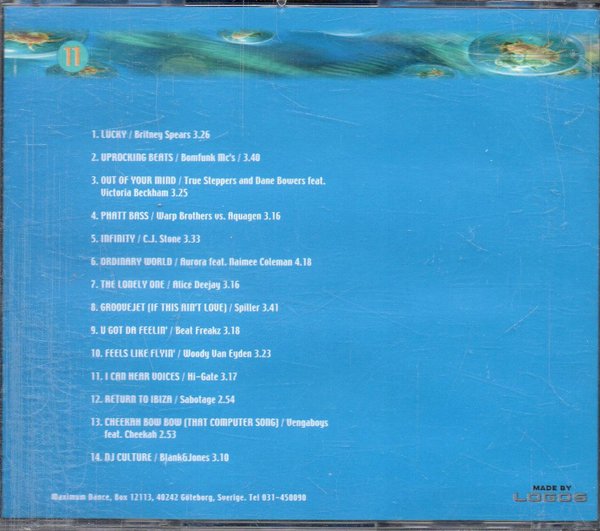 11
1. LUCKY / Britney Spears 3.26
2. UPROCKING BEATS / Bomfunk Mc's / 3.40
3. OUT OF YOUR MIND / True Steppers and Dane Bowers feat.
Victoria Beckham 3.25
4. PHATT BASS / Warp Brothers vs. Aquagen 3.16
5. INFINITY / C.J. Stone 3.33
6. ORDINARY WORLD / Aurora feat. Naimee Coleman 4.18
7. THE LONELY ONE / Alice Deejay 3.16
8. GROOVEJET (IF THIS AIN'T LOVE) / Spiller 3.41
9. U GOT DA FEELIN' / Beat Freakz 3.18
10. FEELS LIKE FLYIN' / Woody Van Eyden 3.23
11. I CAN HEAR VOICES / Hi-Gate 3.17
12. RETURN TO IBIZA / Sabotage 2.54
13. CHEEKAH BOW BOW (THAT COMPUTER SONG) / Vengaboys
feat. Cheekah 2.53
14. DJ CULTURE / Blank&Jones 3.10
Maximum Dance, Box 12113, 40242 Göteborg, Sverige. Tel 031-450090
MADE BY
LOGOS